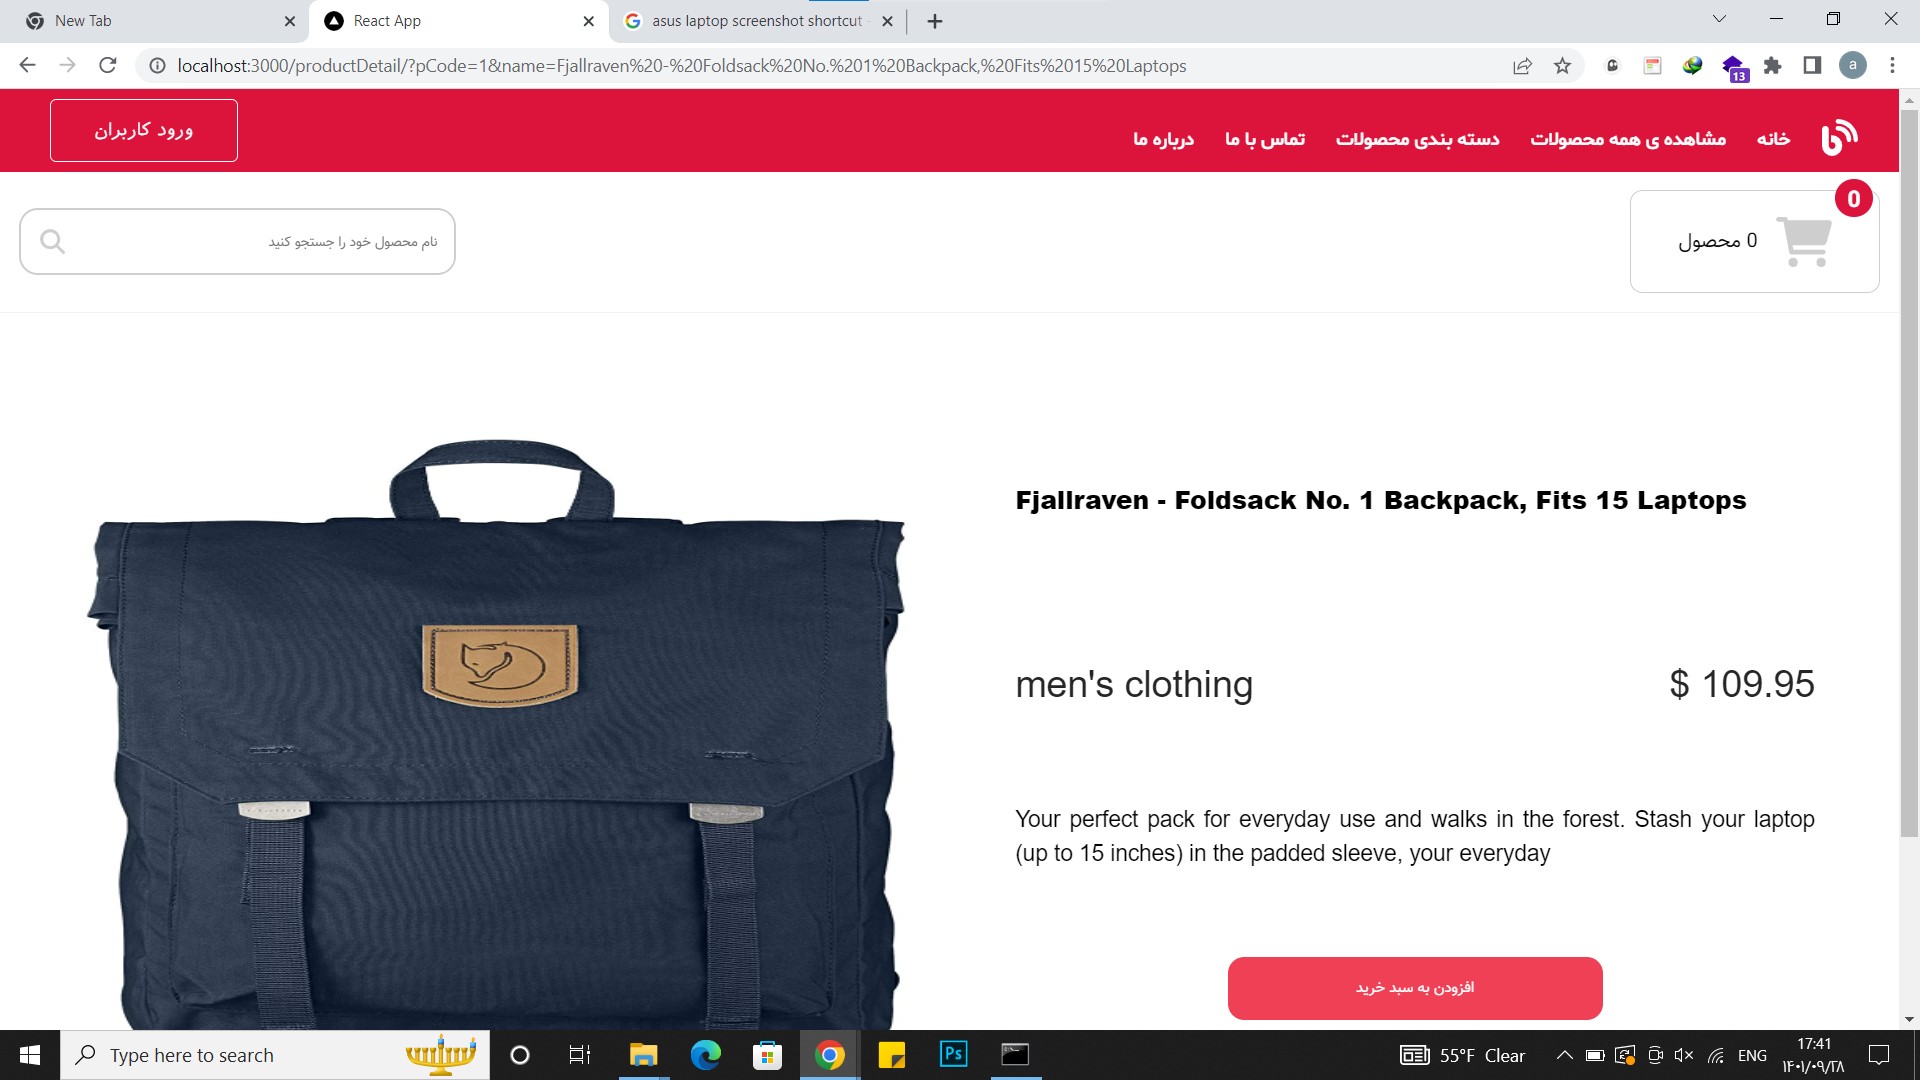 New Tab
React App
asus laptop screenshot shortcut -
localhost:3000/productDetail/?pCode=1&name=Fjallraven%20-%20Foldsack%20No.%201%20Backpack,%20Fits%2015%20Laptops
13
a
خانه
مشاهده ی همه محصولات
دسته بندی محصولات
تماس با ما
درباره ما
ورود کاربران
0
0 محصول
نام محصول خود را جستجو کنید
Fjallraven - Foldsack No. 1 Backpack, Fits 15 Laptops
men's clothing
$ 109.95
Your perfect pack for everyday use and walks in the forest. Stash your laptop
(up to 15 inches) in the padded sleeve, your everyday
افزودن به سبد خرید
Type here to search
Ps
55°F Clear
ENG
17:41
۱۴۰۱/۰۹/۲۸